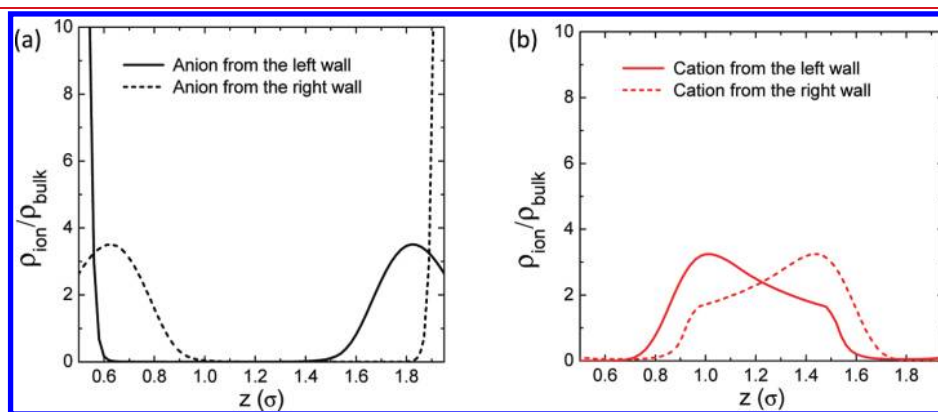 (a)
Anion from the left wall
Anion from the right wall
ρion/ρbulk
10
8
6
4
2
0
0.6 0.8 1.0 1.2 1.4 1.6 1.8
z (σ)
(b)
Cation from the left wall
Cation from the right wall
ρion/ρbulk
10
8
6
4
2
0
0.6 0.8 1.0 1.2 1.4 1.6 1.8
z (σ)